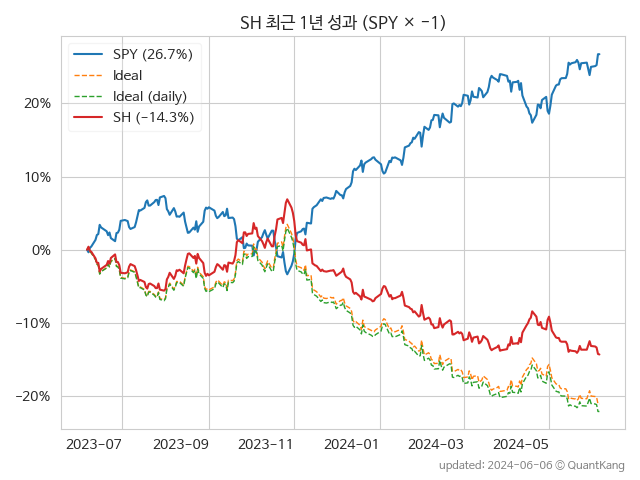 SH 최근 1년 성과 (SPY × −1)
SPY (26.7%)
Ideal
Ideal (daily)
SH (−14.3%)
20%
10%
0%
−10%
−20%
2023-07
2023-09
2023-11
2024-01
2024-03
2024-05
updated: 2024-06-06 ⓒ QuantKang